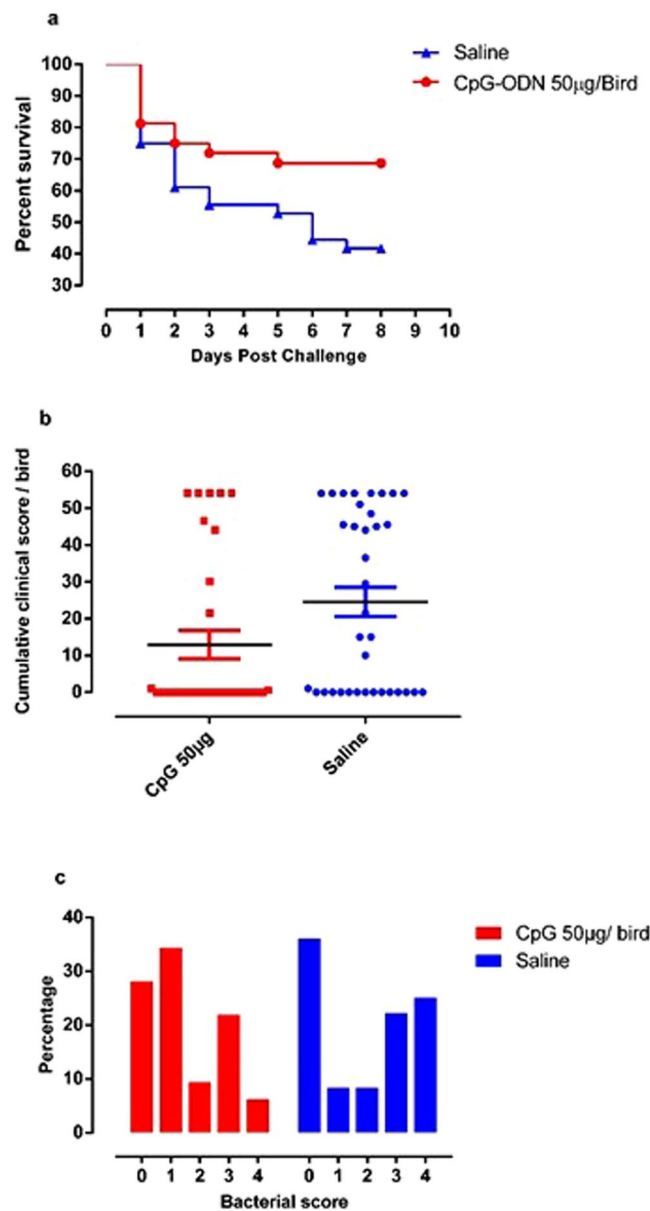 a
Saline
CpG-ODN 50μg/Bird
Percent survival
100
90
80
70
60
50
40
30
0 1 2 3 4 5 6 7 8 9 10
Days Post Challenge
b
Cumulative clinical score / bird
60
50
40
30
20
10
0
CpG 50μg
Saline
c
CpG 50μg/ bird
Saline
Percentage
40
30
20
10
0
0 1 2 3 4 0 1 2 3 4
Bacterial score